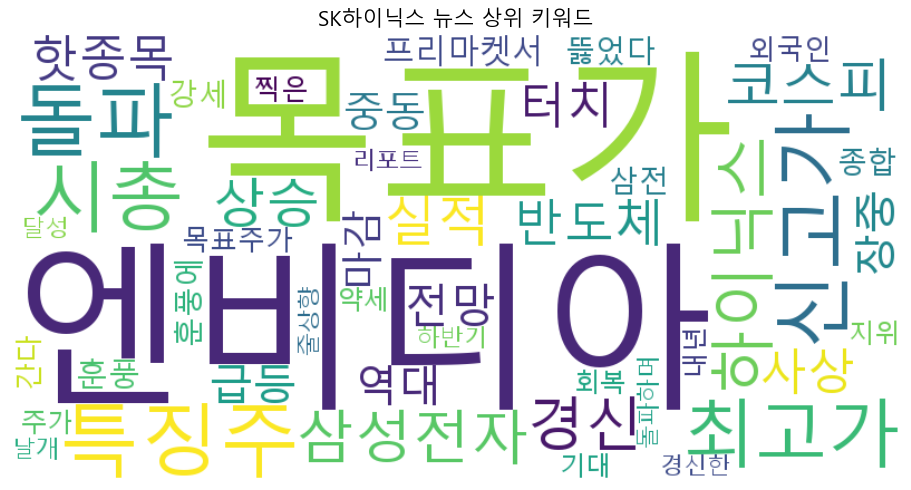 SK하이닉스 뉴스 상위 키워드
핫종목
프리마켓서
뚫었다
외국인
목표가
찍은
강세
돌파
중동
터치
코스피
리포트
삼전
종합
시총
상승
실적
반도체
하이닉스
신고가
장중
달성
목표주가
마감
엔비디아
훈풍에
줄상향
약세
전망
하반기
내년
지위
간다
훈풍
급등
역대
회복
돌파하며
사상
주가
특징주
삼성전자
경신
최고가
날개
기대
경신한